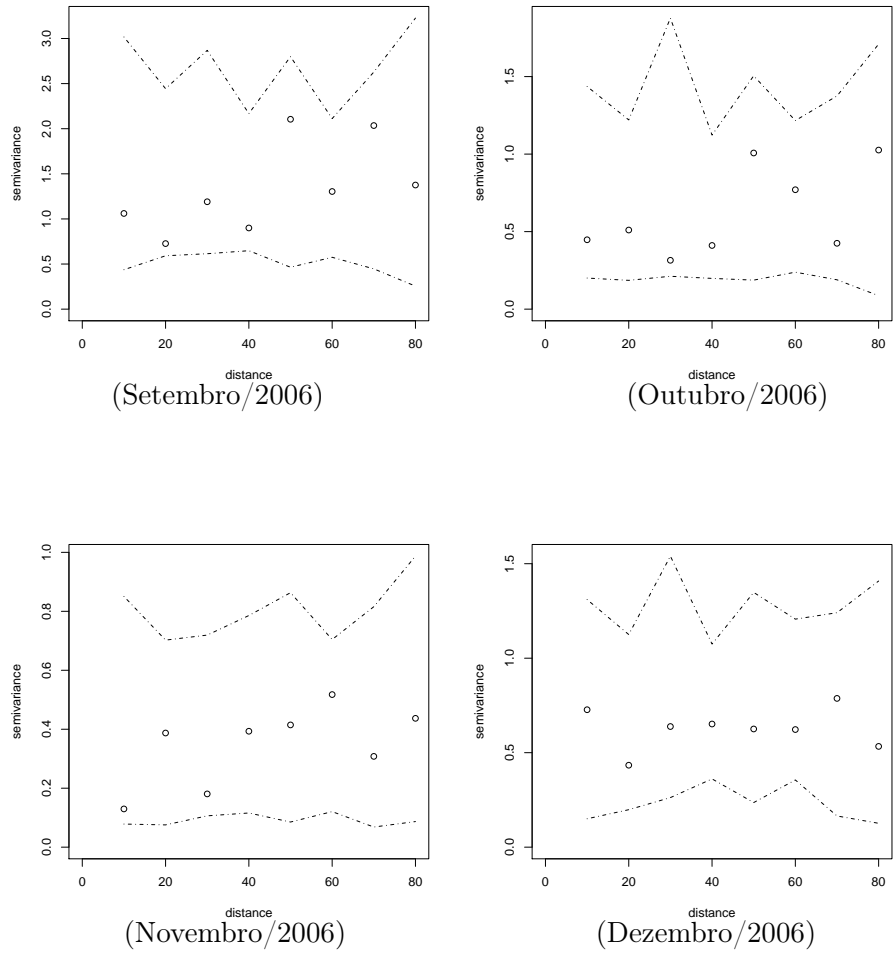 semivariance
3.0
2.5
2.0
1.5
1.0
0.5
0.0
0 20 40 60 80
distance
(Setembro/2006)
semivariance
1.5
1.0
0.5
0.0
0 20 40 60 80
distance
(Outubro/2006)
semivariance
1.0
0.8
0.6
0.4
0.2
0.0
0 20 40 60 80
distance
(Novembro/2006)
semivariance
1.5
1.0
0.5
0.0
0 20 40 60 80
distance
(Dezembro/2006)